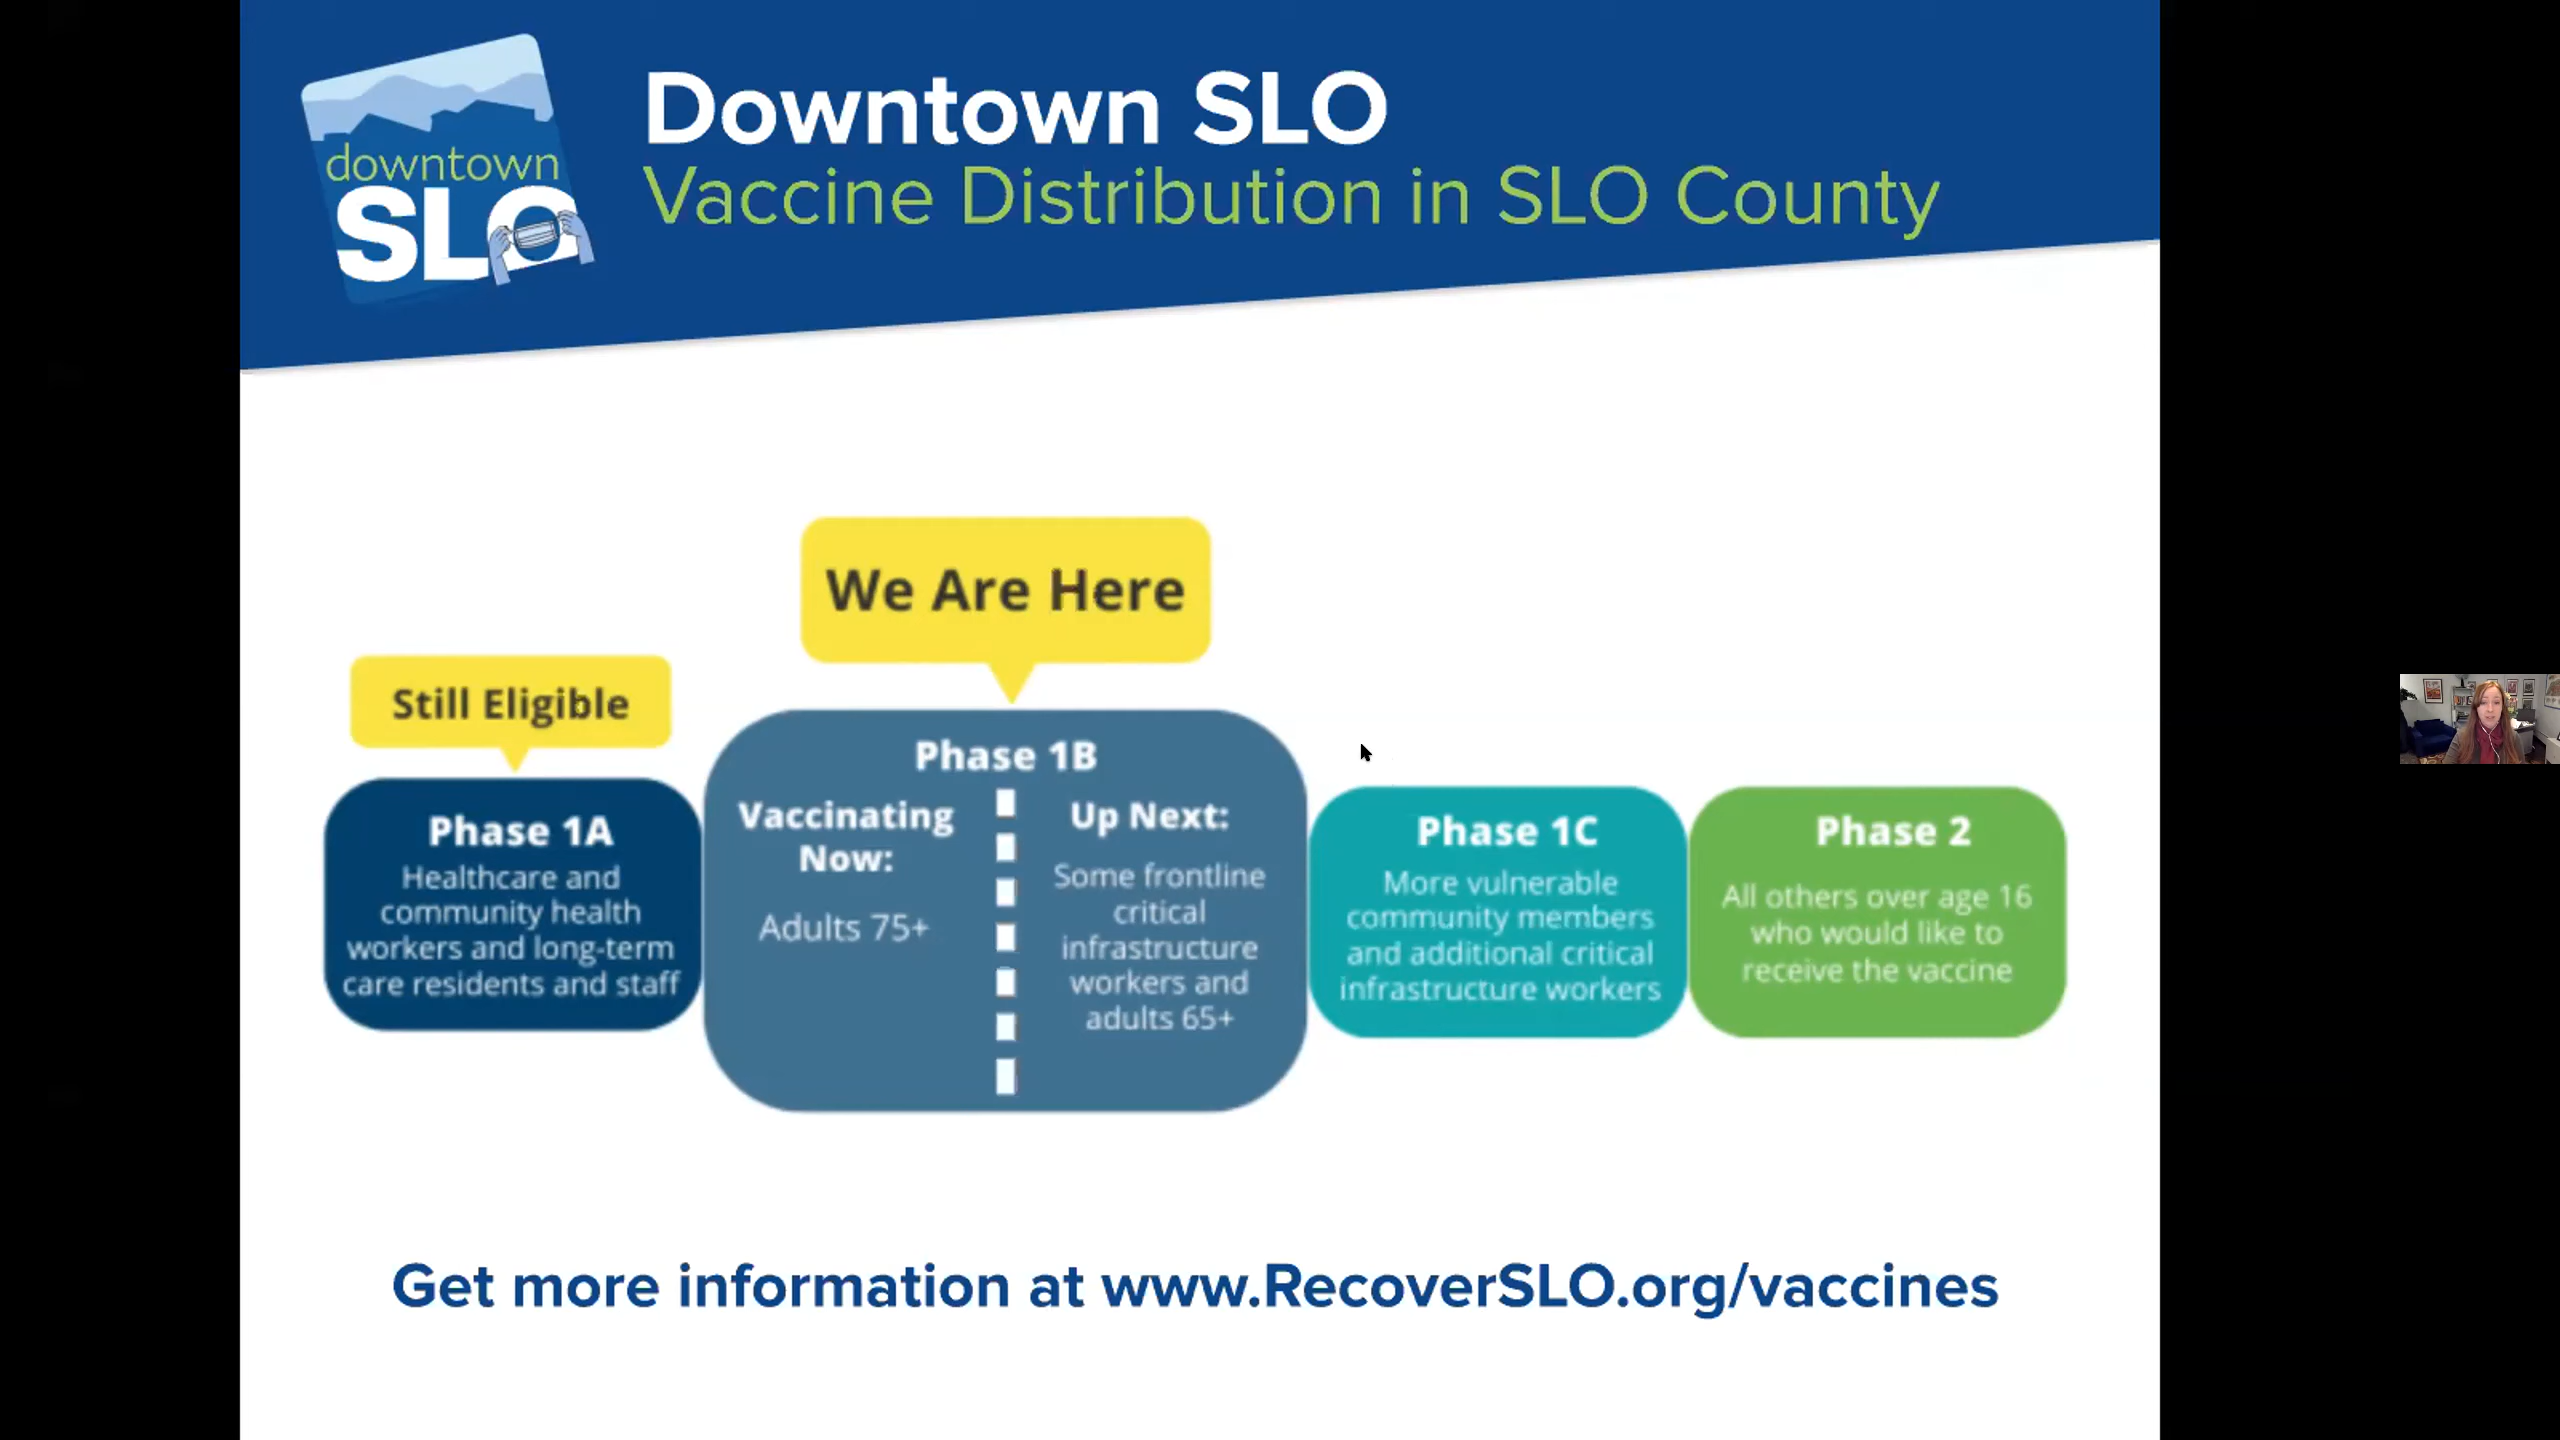 downtown
SLO
Downtown SLO
Vaccine Distribution in SLO County
We Are Here
Still Eligible
Phase 1A
Healthcare and
community health
workers and long-term
care residents and staff
Phase 1B
Vaccinating
Now:
Adults 75+
Up Next:
Some frontline
critical
infrastructure
workers and
adults 65+
Phase 1C
More vulnerable
community members
and additional critical
infrastructure workers
Phase 2
All others over age 16
who would like to
receive the vaccine
Get more information at www.RecoverSLO.org/vaccines